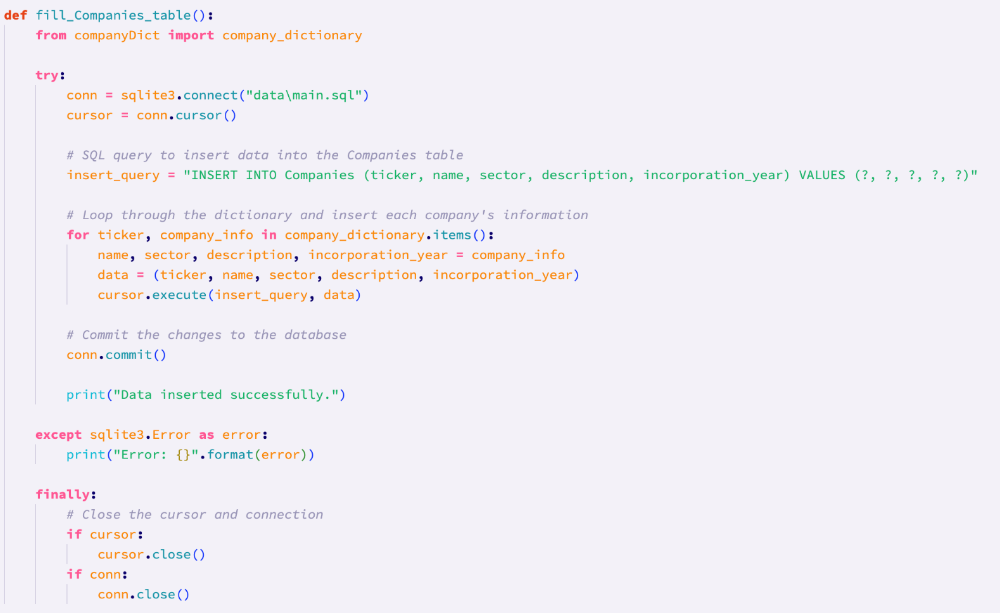 def fill_Companies_table():
    from companyDict import company_dictionary

    try:
        conn = sqlite3.connect("data\main.sql")
        cursor = conn.cursor()

        # SQL query to insert data into the Companies table
        insert_query = "INSERT INTO Companies (ticker, name, sector, description, incorporation_year) VALUES (?, ?, ?, ?, ?)"

        # Loop through the dictionary and insert each company's information
        for ticker, company_info in company_dictionary.items():
            name, sector, description, incorporation_year = company_info
            data = (ticker, name, sector, description, incorporation_year)
            cursor.execute(insert_query, data)

        # Commit the changes to the database
        conn.commit()

        print("Data inserted successfully.")

    except sqlite3.Error as error:
        print("Error: {}".format(error))

    finally:
        # Close the cursor and connection
        if cursor:
            cursor.close()
        if conn:
            conn.close()